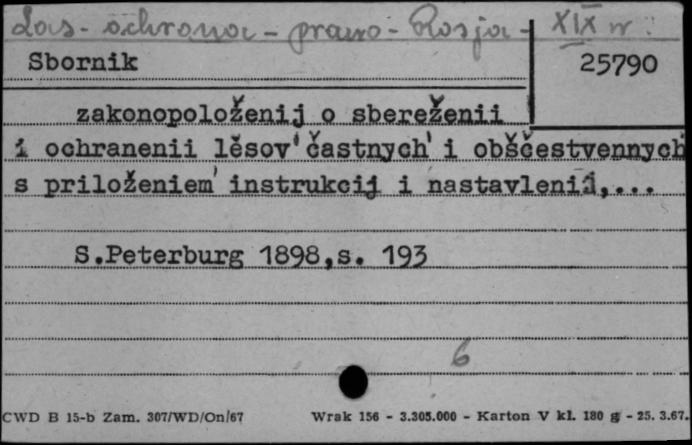 Las - ochrona - prawo - Rosja - XIX w.
Sbornik
25790
zakonopoloženij o sbereženii
i ochranenii lěsov' častnych' i obščestvennych
s priloženiem' instrukcij i nastavlenij,...
S.Peterburg 1898,s. 193
6
CWD B 15-b Zam. 307/WD/On/67 Wrak 156 - 3.305.000 - Karton V kl. 180 g - 25. 3.67.